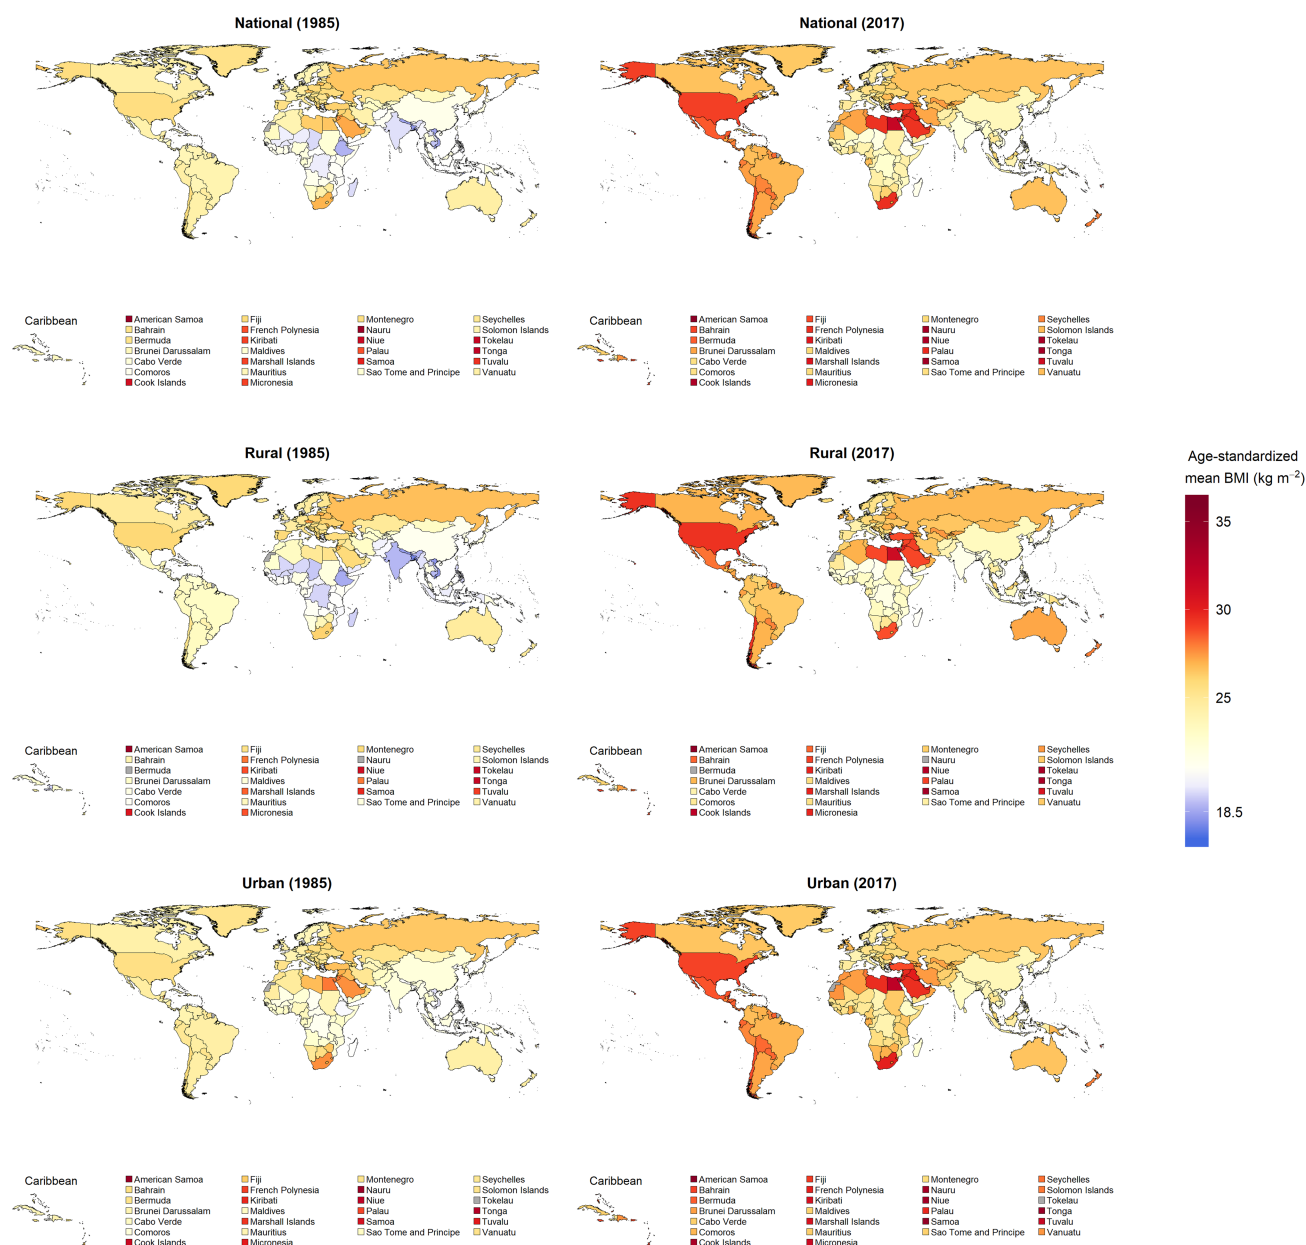 National (1985)
National (2017)
Caribbean
American Samoa
Bahrain
Bermuda
Brunei Darussalam
Cabo Verde
Comoros
Cook Islands
Fiji
French Polynesia
Kiribati
Maldives
Marshall Islands
Mauritius
Micronesia
Montenegro
Nauru
Niue
Palau
Samoa
Sao Tome and Principe
Seychelles
Solomon Islands
Tokelau
Tonga
Tuvalu
Vanuatu
Caribbean
American Samoa
Bahrain
Bermuda
Brunei Darussalam
Cabo Verde
Comoros
Cook Islands
Fiji
French Polynesia
Kiribati
Maldives
Marshall Islands
Mauritius
Micronesia
Montenegro
Nauru
Niue
Palau
Samoa
Sao Tome and Principe
Seychelles
Solomon Islands
Tokelau
Tonga
Tuvalu
Vanuatu
Rural (1985)
Rural (2017)
Caribbean
American Samoa
Bahrain
Bermuda
Brunei Darussalam
Cabo Verde
Comoros
Cook Islands
Fiji
French Polynesia
Kiribati
Maldives
Marshall Islands
Mauritius
Micronesia
Montenegro
Nauru
Niue
Palau
Samoa
Sao Tome and Principe
Seychelles
Solomon Islands
Tokelau
Tonga
Tuvalu
Vanuatu
Caribbean
American Samoa
Bahrain
Bermuda
Brunei Darussalam
Cabo Verde
Comoros
Cook Islands
Fiji
French Polynesia
Kiribati
Maldives
Marshall Islands
Mauritius
Micronesia
Montenegro
Nauru
Niue
Palau
Samoa
Sao Tome and Principe
Seychelles
Solomon Islands
Tokelau
Tonga
Tuvalu
Vanuatu
Age-standardized
mean BMI (kg m⁻²)
35
30
25
18.5
Urban (1985)
Urban (2017)
Caribbean
American Samoa
Bahrain
Bermuda
Brunei Darussalam
Cabo Verde
Comoros
Cook Islands
Fiji
French Polynesia
Kiribati
Maldives
Marshall Islands
Mauritius
Micronesia
Montenegro
Nauru
Niue
Palau
Samoa
Sao Tome and Principe
Seychelles
Solomon Islands
Tokelau
Tonga
Tuvalu
Vanuatu
Caribbean
American Samoa
Bahrain
Bermuda
Brunei Darussalam
Cabo Verde
Comoros
Cook Islands
Fiji
French Polynesia
Kiribati
Maldives
Marshall Islands
Mauritius
Micronesia
Montenegro
Nauru
Niue
Palau
Samoa
Sao Tome and Principe
Seychelles
Solomon Islands
Tokelau
Tonga
Tuvalu
Vanuatu